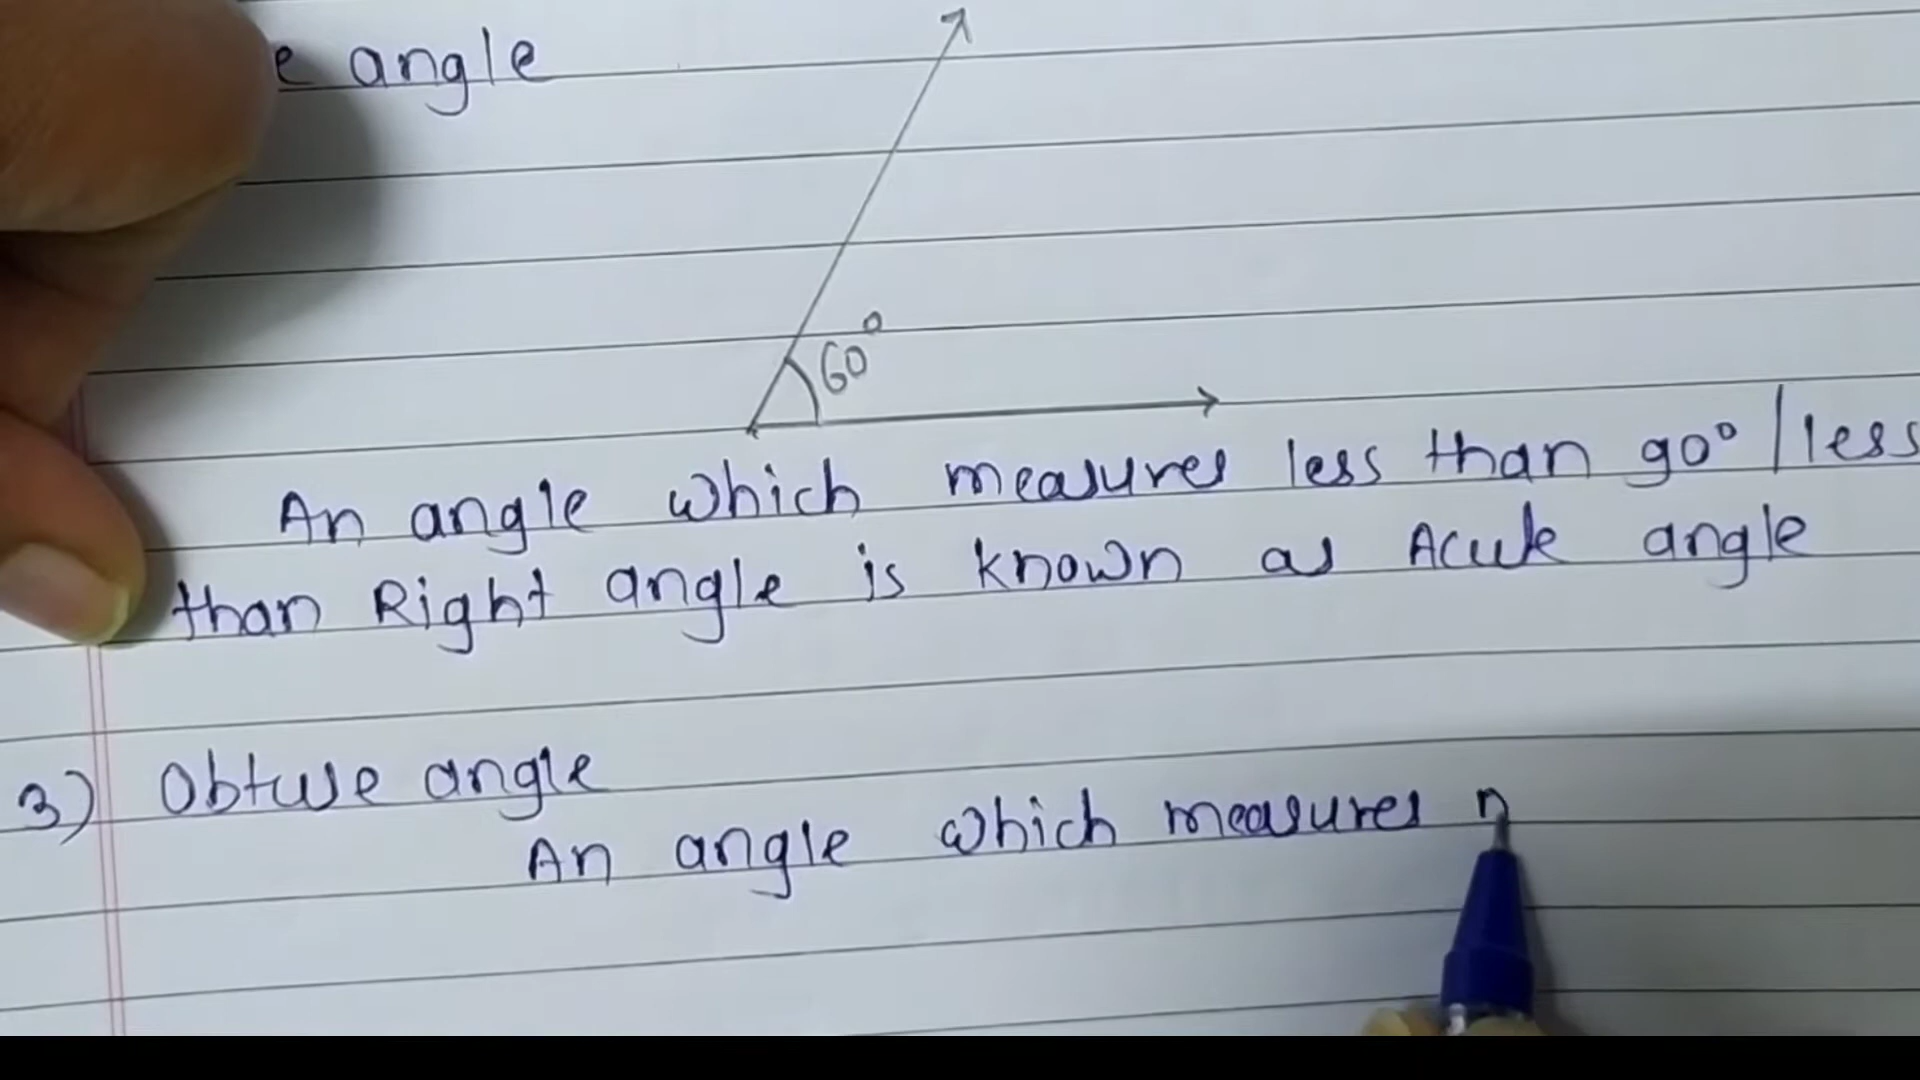 angle
60°
An angle which measures less than 90° / less
than Right angle is known as Acute angle
3) Obtuse angle
An angle which measures